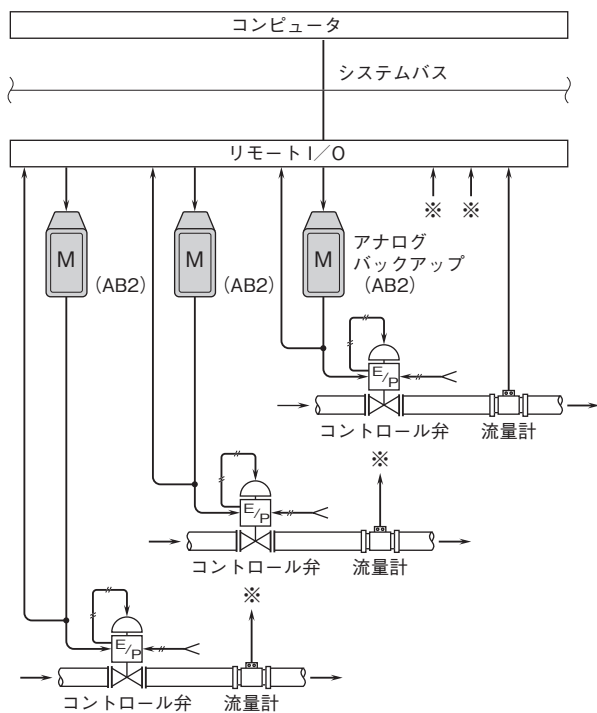 コンピュータ
システムバス
リモートI／O
※ ※
M
(AB2)
M
(AB2)
M
アナログ
バックアップ
(AB2)
E/P
コントロール弁
流量計
※
E/P
コントロール弁
流量計
※
E/P
コントロール弁
流量計